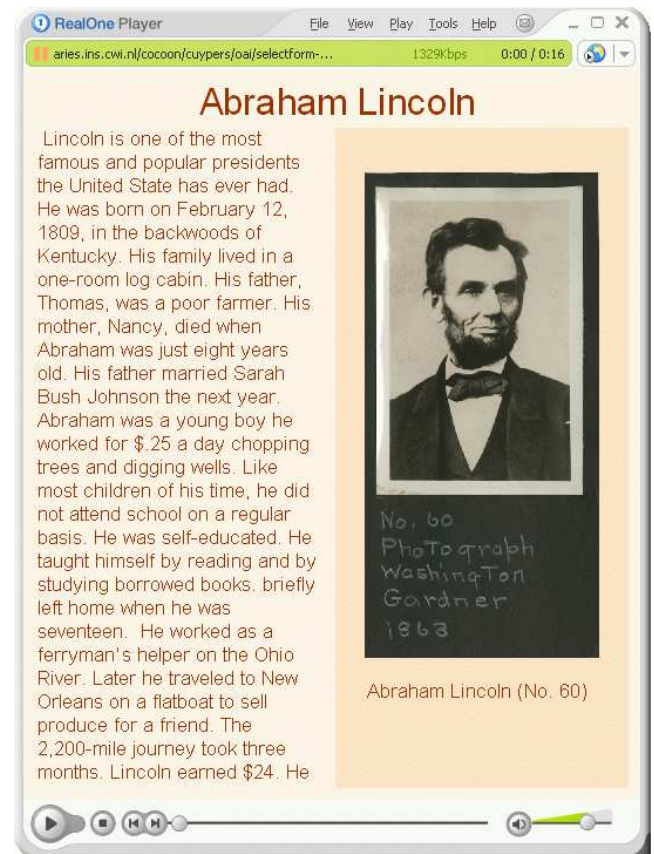 RealOne Player File View Play Tools Help
aries.ins.cwi.nl/cocoon/cuypers/oai/selectform-... 1329Kbps 0:00 / 0:16
Abraham Lincoln
Lincoln is one of the most
famous and popular presidents
the United State has ever had.
He was born on February 12,
1809, in the backwoods of
Kentucky. His family lived in a
one-room log cabin. His father,
Thomas, was a poor farmer. His
mother, Nancy, died when
Abraham was just eight years
old. His father married Sarah
Bush Johnson the next year.
Abraham was a young boy he
worked for $.25 a day chopping
trees and digging wells. Like
most children of his time, he did
not attend school on a regular
basis. He was self-educated. He
taught himself by reading and by
studying borrowed books. briefly
left home when he was
seventeen. He worked as a
ferryman's helper on the Ohio
River. Later he traveled to New
Orleans on a flatboat to sell
produce for a friend. The
2,200-mile journey took three
months. Lincoln earned $24. He
No. 60
Photograph
Washington
Gardner
1863
Abraham Lincoln (No. 60)